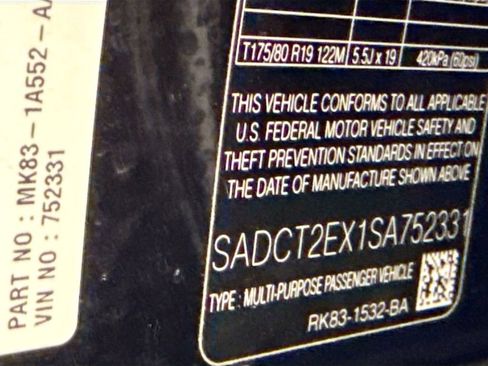 PART NO : MK83-1A552-A
VIN NO : 752331
T175/80 R19 122M 5.5J x 19 420kPa (60psi)
THIS VEHICLE CONFORMS TO ALL APPLICABLE
U.S. FEDERAL MOTOR VEHICLE SAFETY AND
THEFT PREVENTION STANDARDS IN EFFECT ON
THE DATE OF MANUFACTURE SHOWN ABOVE
SADCT2EX1SA752331
TYPE : MULTI-PURPOSE PASSENGER VEHICLE
RK83-1532-BA